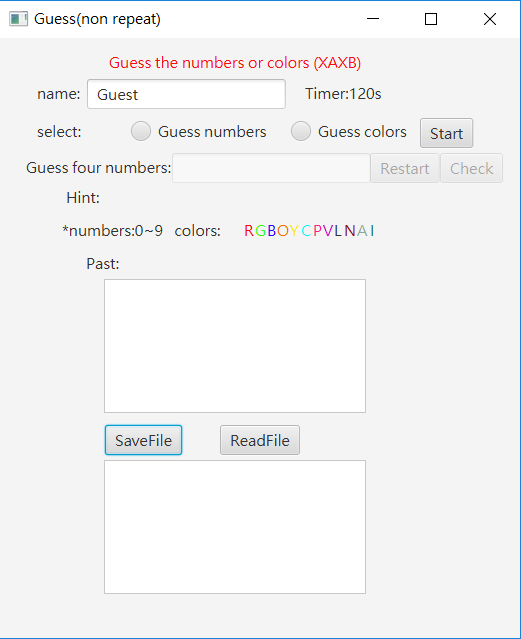 Guess(non repeat)
Guess the numbers or colors (XAXB)
name: Guest Timer:120s
select: Guess numbers Guess colors Start
Guess four numbers: Restart Check
Hint:
*numbers:0~9 colors: RGBOYCPVLNAI
Past:
SaveFile ReadFile